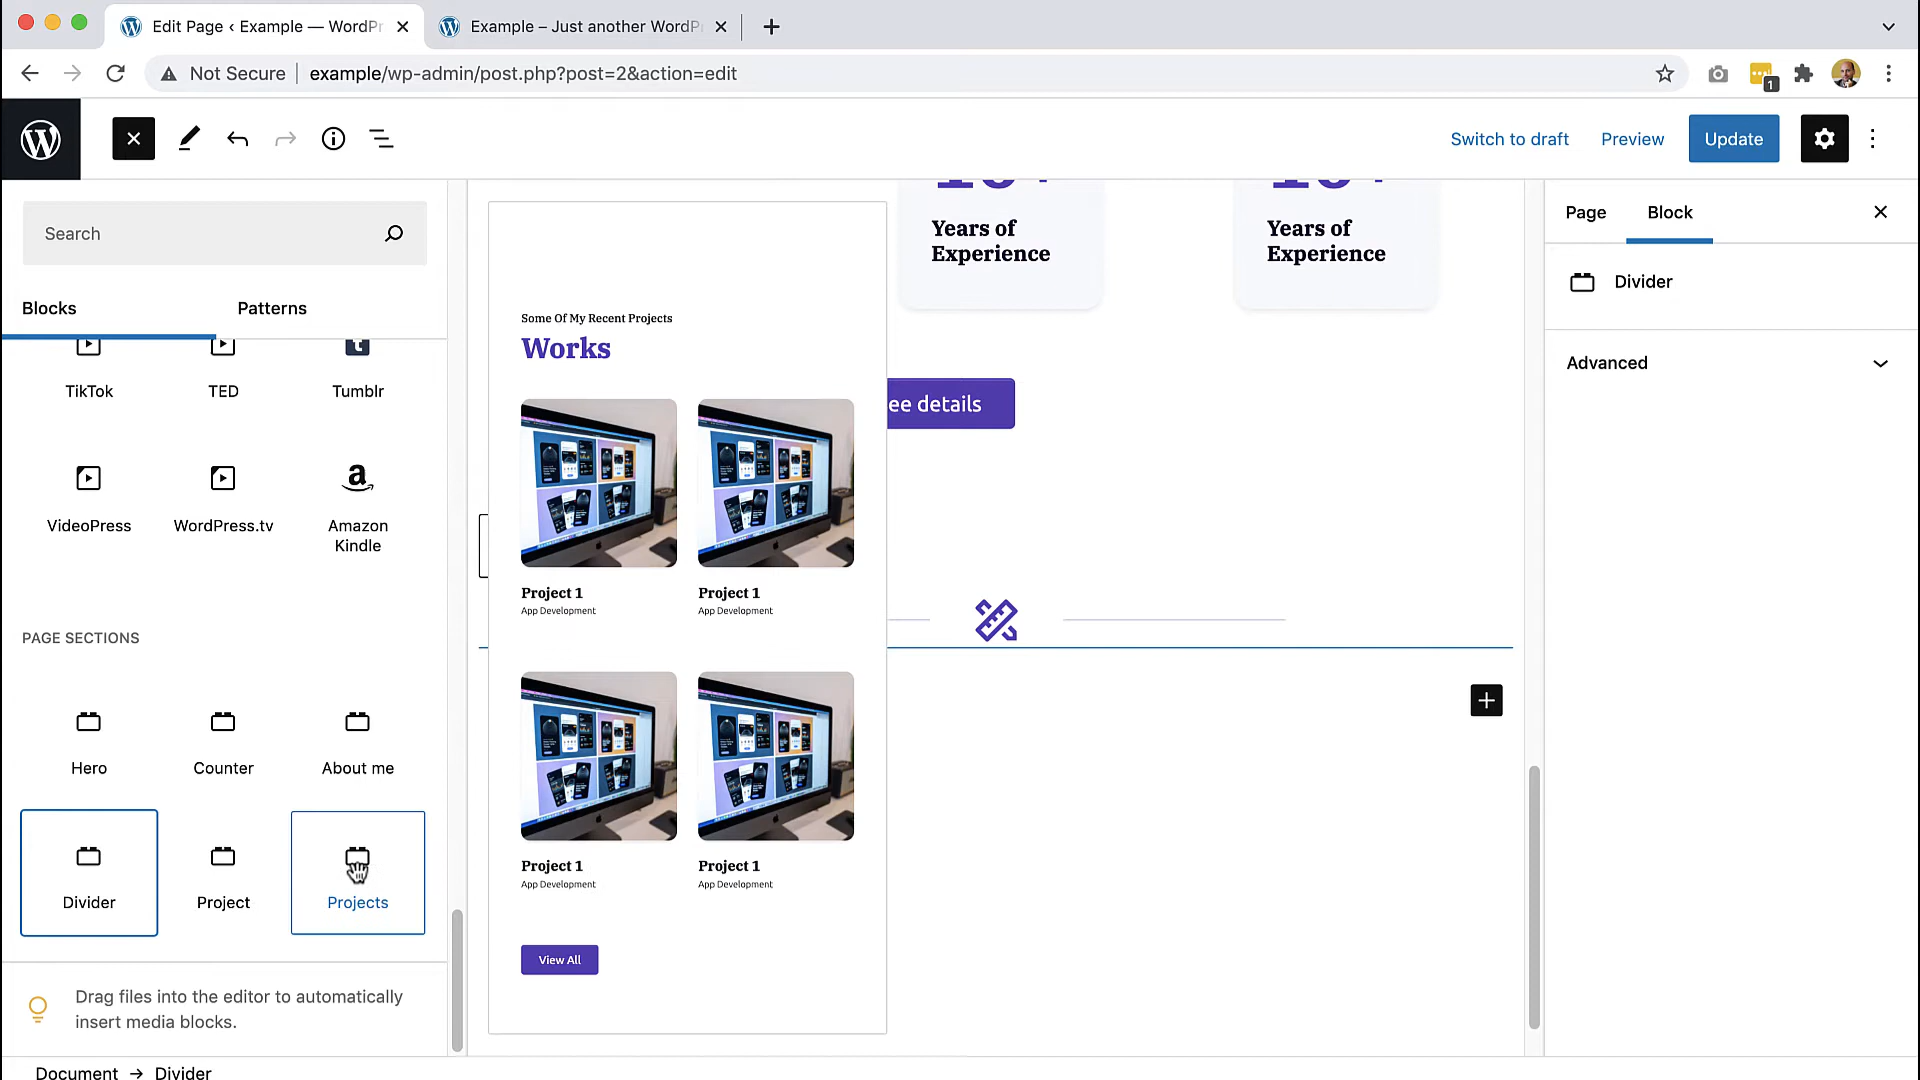 Edit Page ‹ Example — WordPr
Example – Just another WordP
Not Secure
example/wp-admin/post.php?post=2&action=edit
1
Switch to draft
Preview
Update
Search
Blocks
Patterns
TikTok
TED
Tumblr
VideoPress
WordPress.tv
Amazon
Kindle
PAGE SECTIONS
Hero
Counter
About me
Divider
Project
Projects
Drag files into the editor to automatically
insert media blocks.
Document → Divider
Some Of My Recent Projects
Works
Project 1
App Development
Project 1
App Development
Project 1
App Development
Project 1
App Development
View All
Years of
Experience
Years of
Experience
ee details
Page
Block
Divider
Advanced